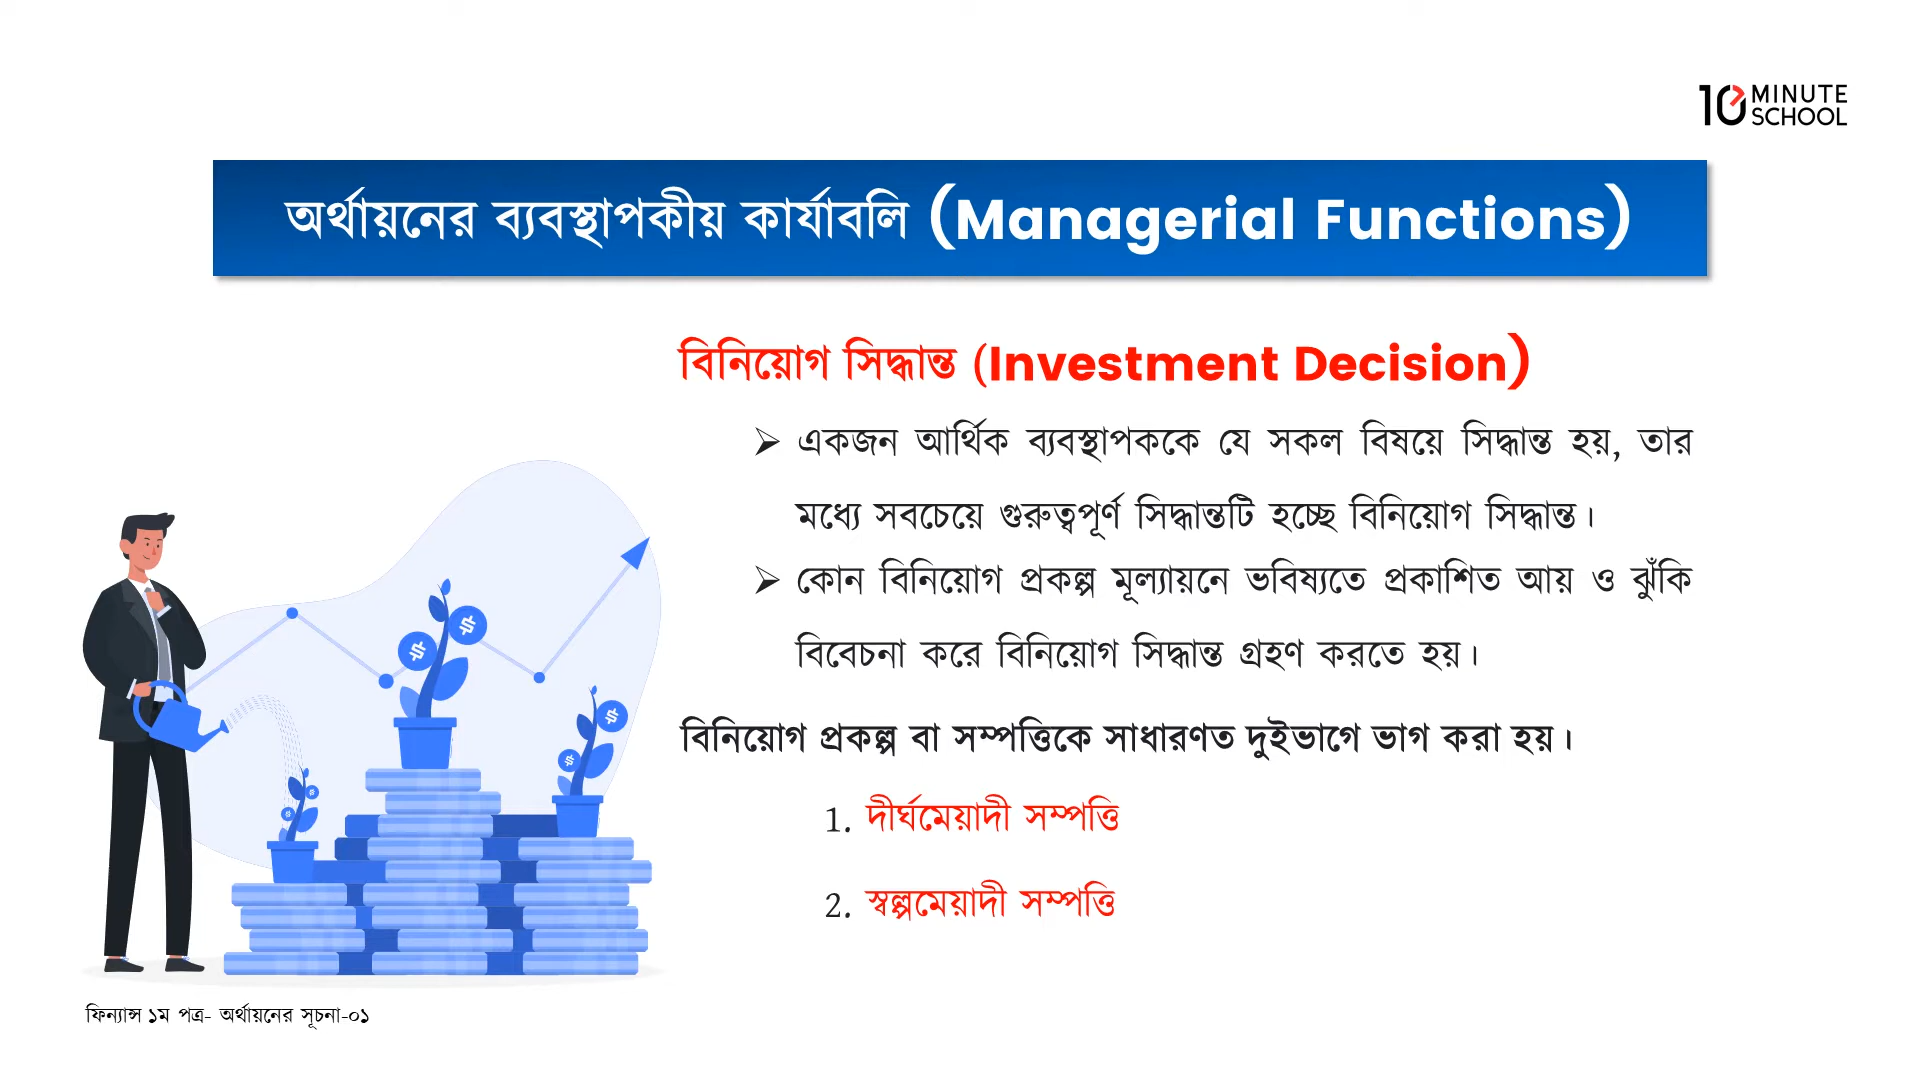 10 MINUTE
SCHOOL
অর্থায়নের ব্যবস্থাপকীয় কার্যাবলি (Managerial Functions)
বিনিয়োগ সিদ্ধান্ত (Investment Decision)
➢ একজন আর্থিক ব্যবস্থাপককে যে সকল বিষয়ে সিদ্ধান্ত হয়, তার
মধ্যে সবচেয়ে গুরুত্বপূর্ণ সিদ্ধান্তটি হচ্ছে বিনিয়োগ সিদ্ধান্ত।
➢ কোন বিনিয়োগ প্রকল্প মূল্যায়নে ভবিষ্যতে প্রকাশিত আয় ও ঝুঁকি
বিবেচনা করে বিনিয়োগ সিদ্ধান্ত গ্রহণ করতে হয়।
বিনিয়োগ প্রকল্প বা সম্পত্তিকে সাধারণত দুইভাগে ভাগ করা হয়।
1. দীর্ঘমেয়াদী সম্পত্তি
2. স্বল্পমেয়াদী সম্পত্তি
ফিন্যান্স ১ম পত্র- অর্থায়নের সূচনা-০১